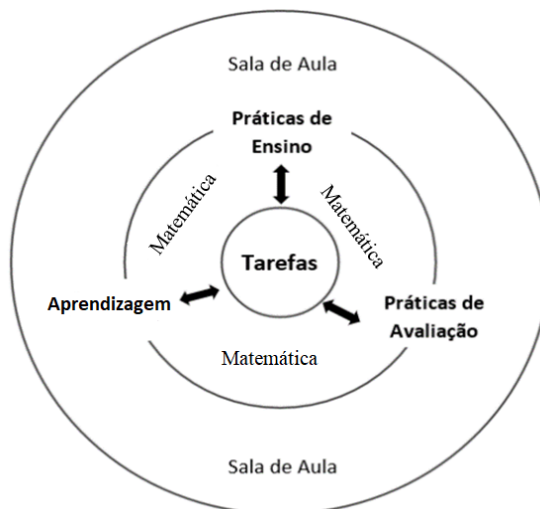 Sala de Aula
Práticas de
Ensino
Matemática
Matemática
Tarefas
Aprendizagem
Práticas de
Avaliação
Matemática
Sala de Aula